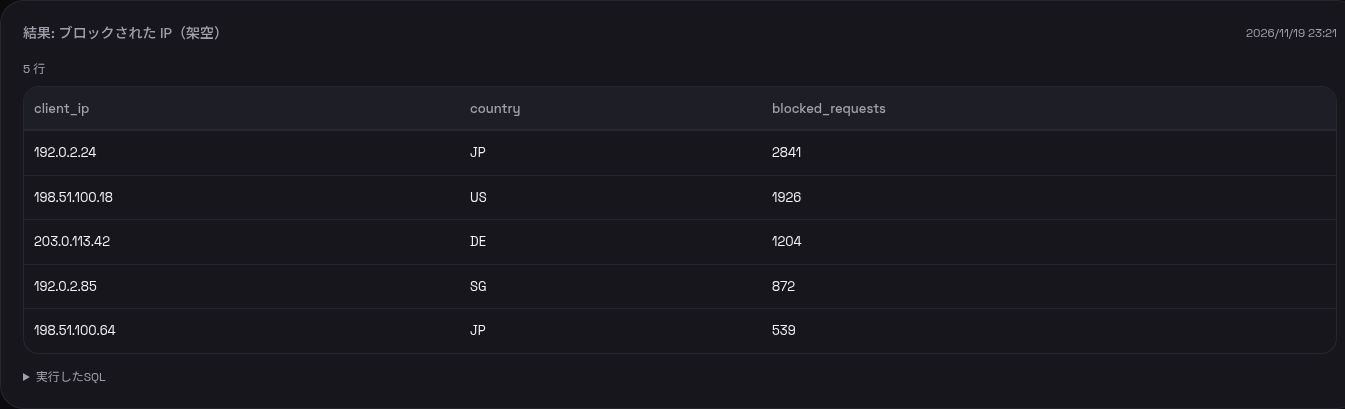 結果: ブロックされた IP（架空） 2026/11/19 23:21
5 行
client_ip country blocked_requests
192.0.2.24 JP 2841
198.51.100.18 US 1926
203.0.113.42 DE 1204
192.0.2.85 SG 872
198.51.100.64 JP 539
▶ 実行したSQL